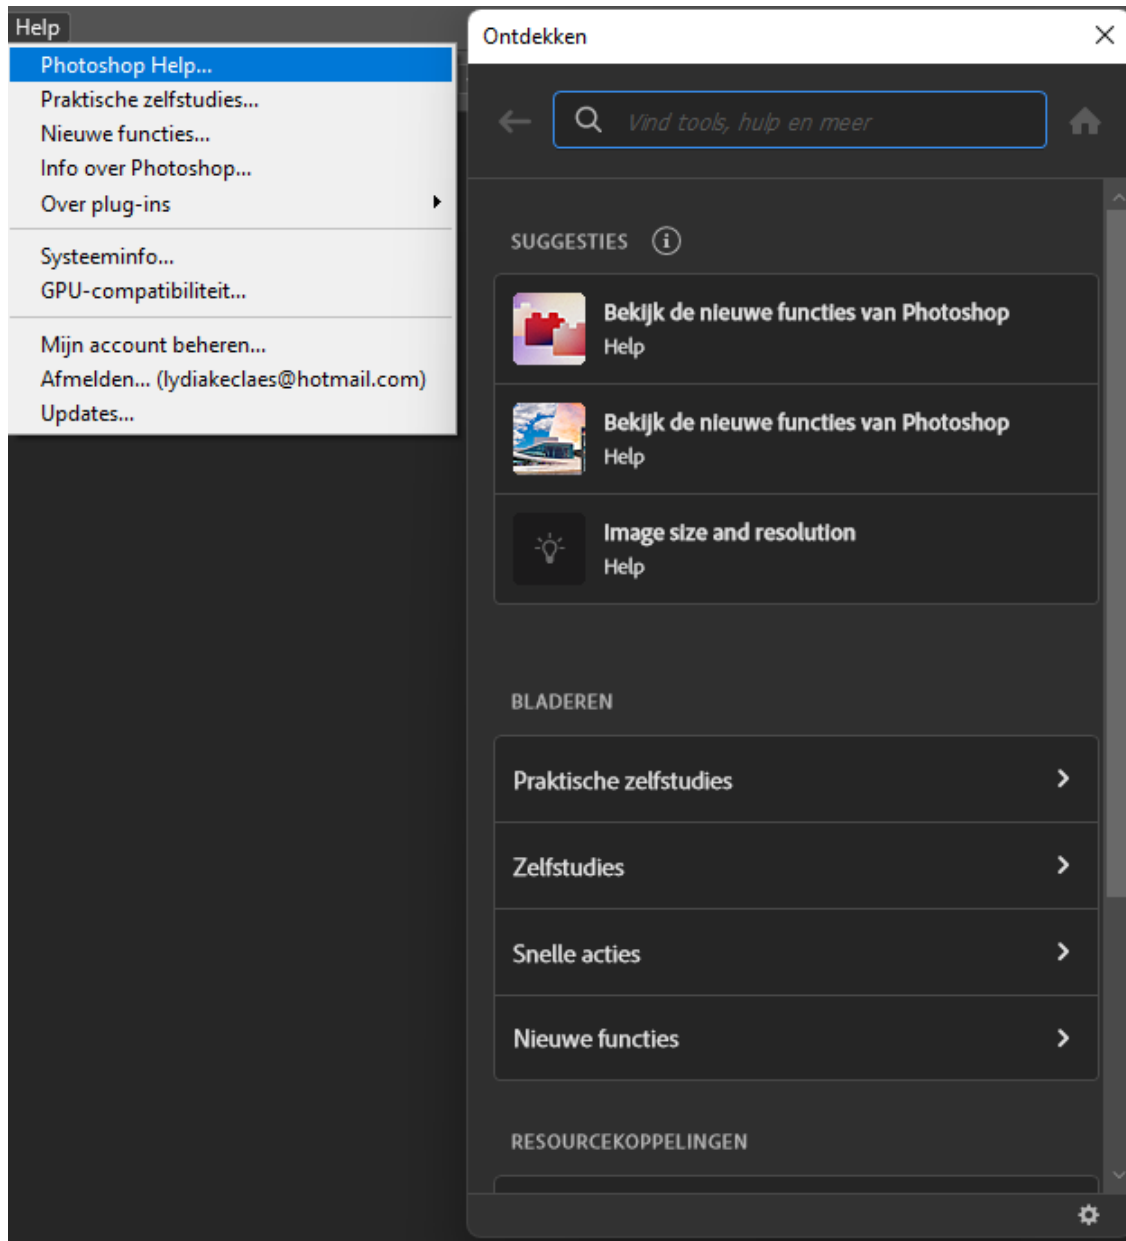 Help
Photoshop Help...
Praktische zelfstudies...
Nieuwe functies...
Info over Photoshop...
Over plug-ins
Systeeminfo...
GPU-compatibiliteit...
Mijn account beheren...
Afmelden... (lydiakeclaes@hotmail.com)
Updates...
Ontdekken
Vind tools, hulp en meer
SUGGESTIES
Bekijk de nieuwe functies van Photoshop
Help
Bekijk de nieuwe functies van Photoshop
Help
Image size and resolution
Help
BLADEREN
Praktische zelfstudies
Zelfstudies
Snelle acties
Nieuwe functies
RESOURCEKOPPELINGEN